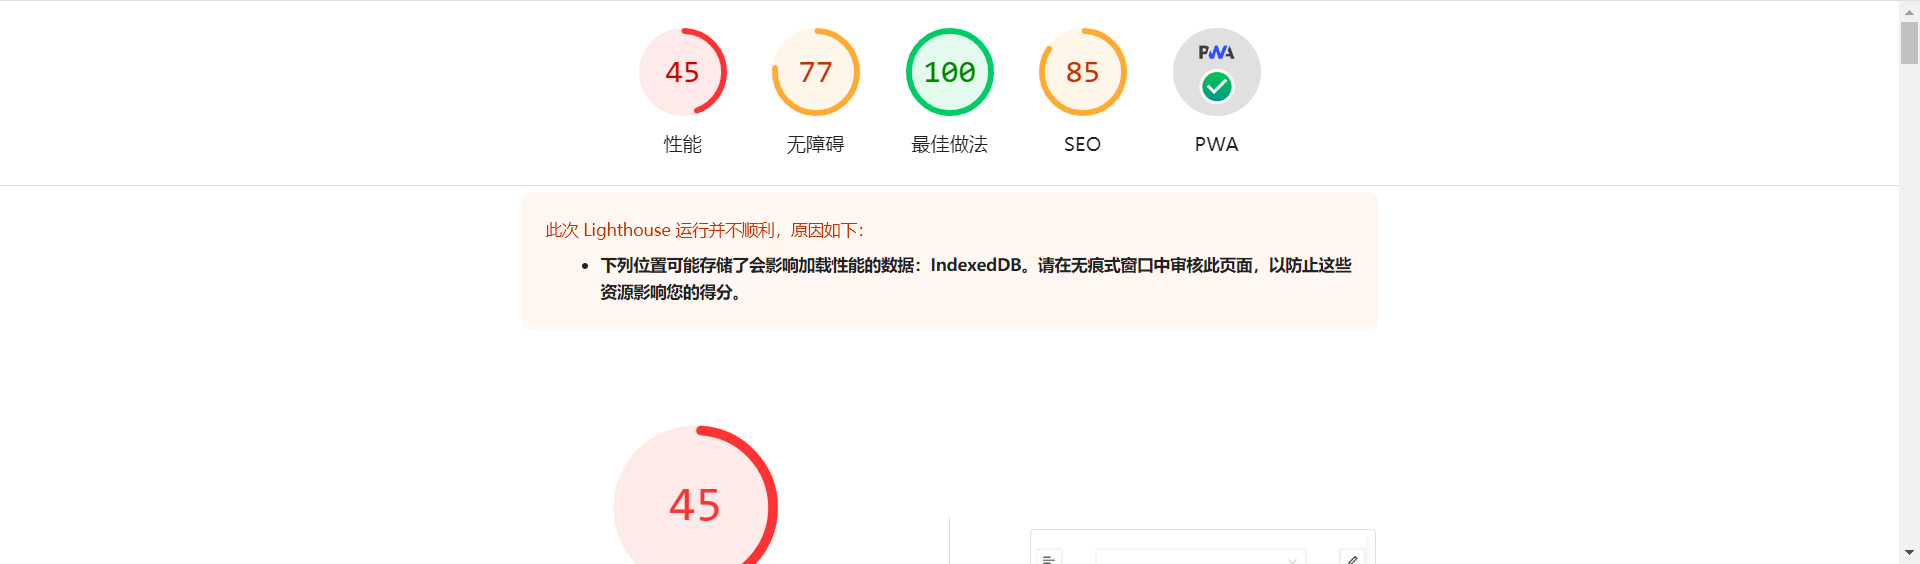 45
77
100
85
PWA
性能
无障碍
最佳做法
SEO
PWA
此次 Lighthouse 运行并不顺利，原因如下：
下列位置可能存储了会影响加载性能的数据：IndexedDB。请在无痕式窗口中审核此页面，以防止这些
资源影响您的得分。
45